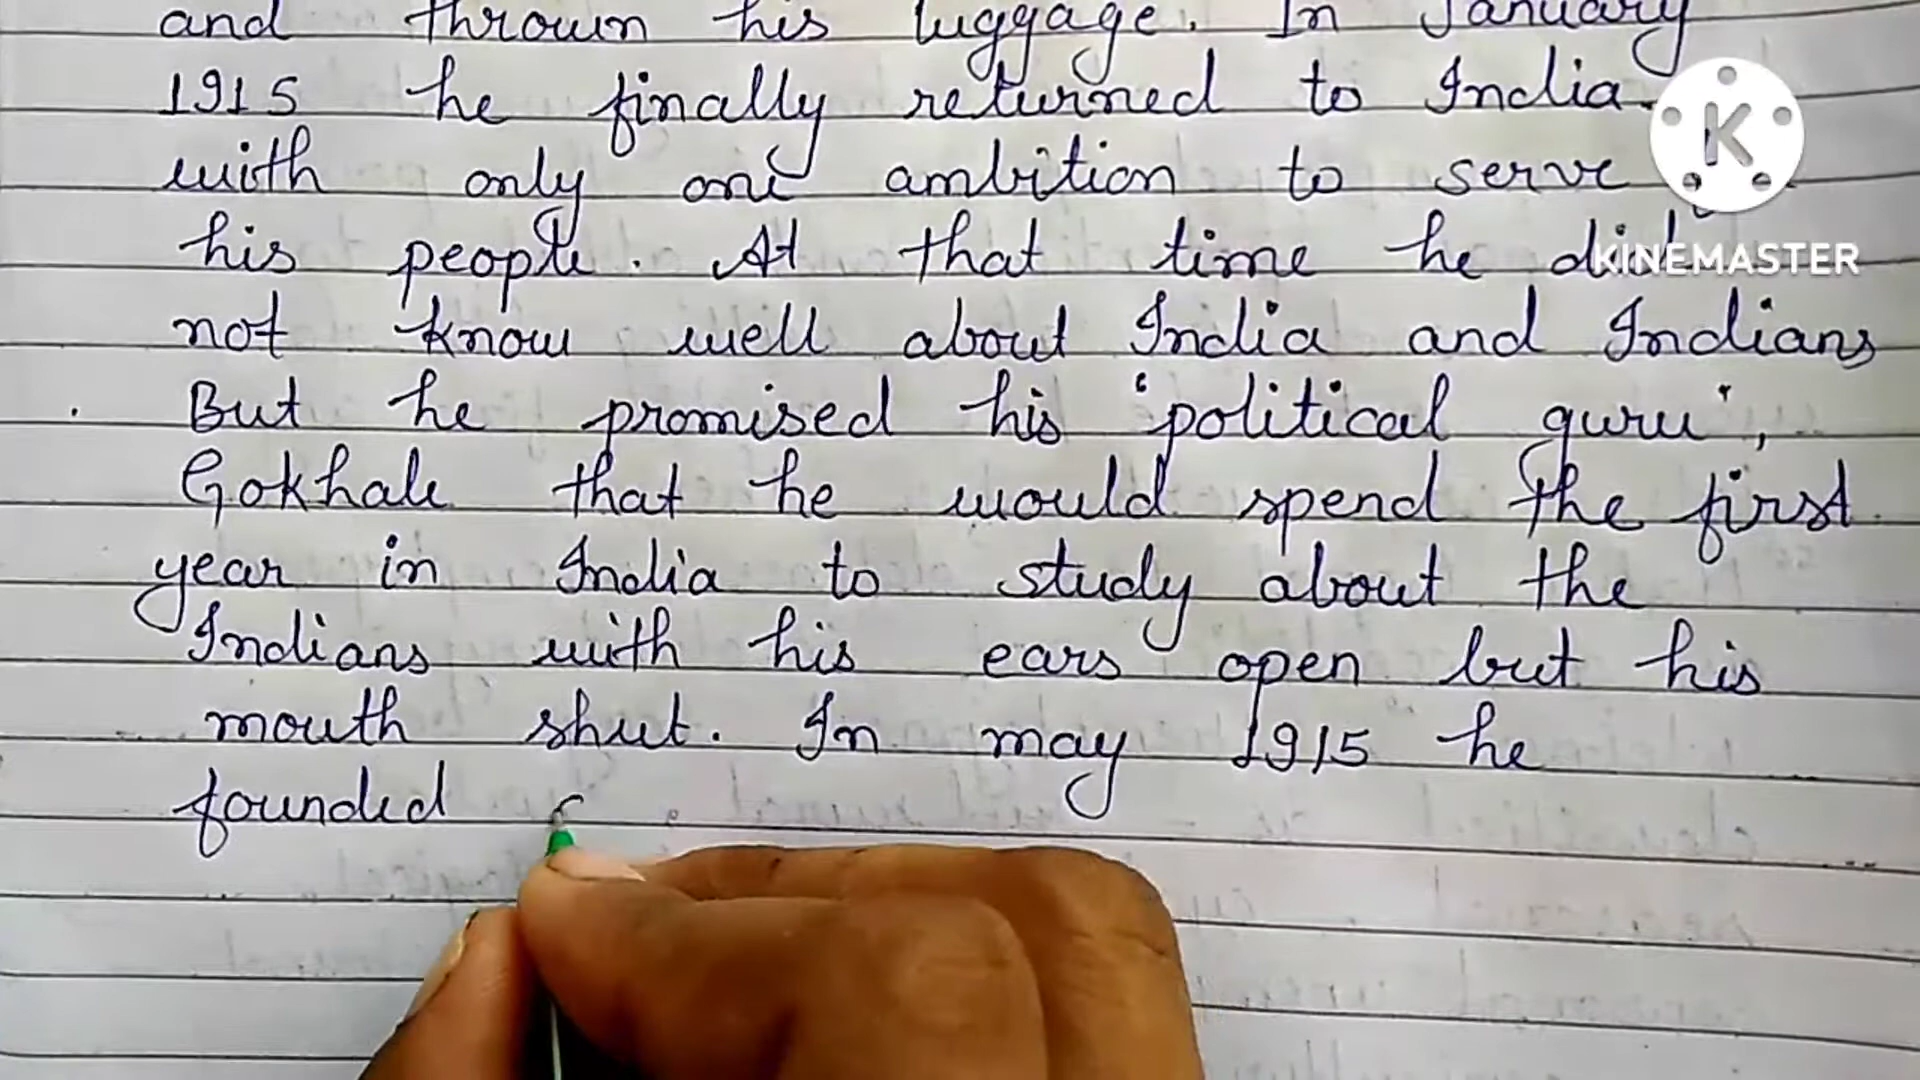 and thrown his luggage. In January
1915 he finally returned to India
with only one ambition to serve
his people. At that time he did
not know well about India and Indians
But he promised his 'political guru',
Gokhale that he would spend the first
year in India to study about the
Indians with his ears open but his
mouth shut. In may 1915 he
founded
K
KINEMASTER